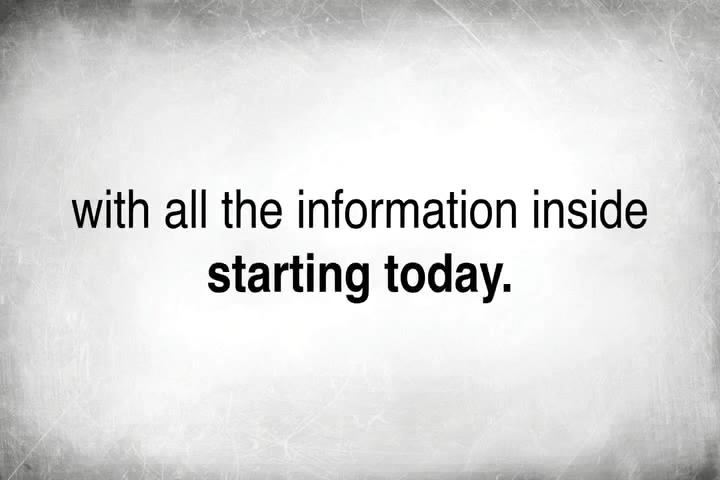 with all the information inside
starting today.